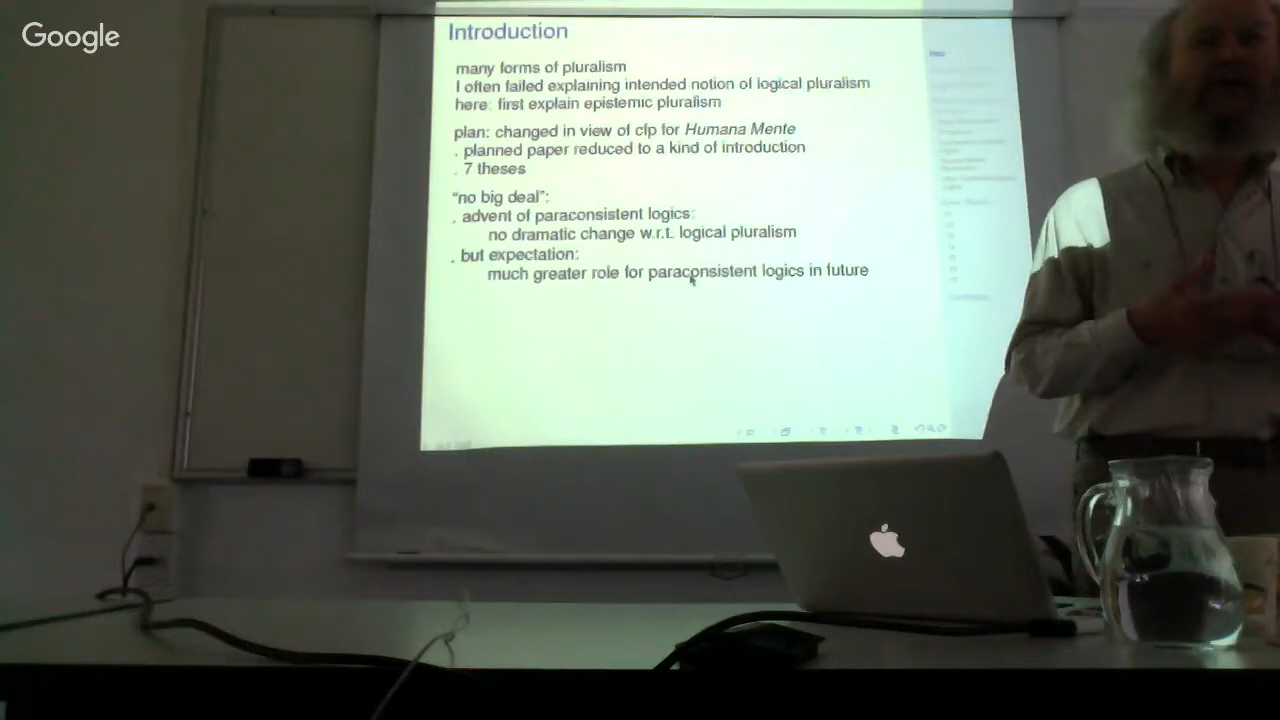 Google
Introduction
many forms of pluralism
I often failed explaining intended notion of logical pluralism
here: first explain epistemic pluralism
plan: changed in view of cfp for Humana Mente
. planned paper reduced to a kind of introduction
. 7 theses
"no big deal":
. advent of paraconsistent logics:
no dramatic change w.r.t. logical pluralism
. but expectation:
much greater role for paraconsistent logics in future